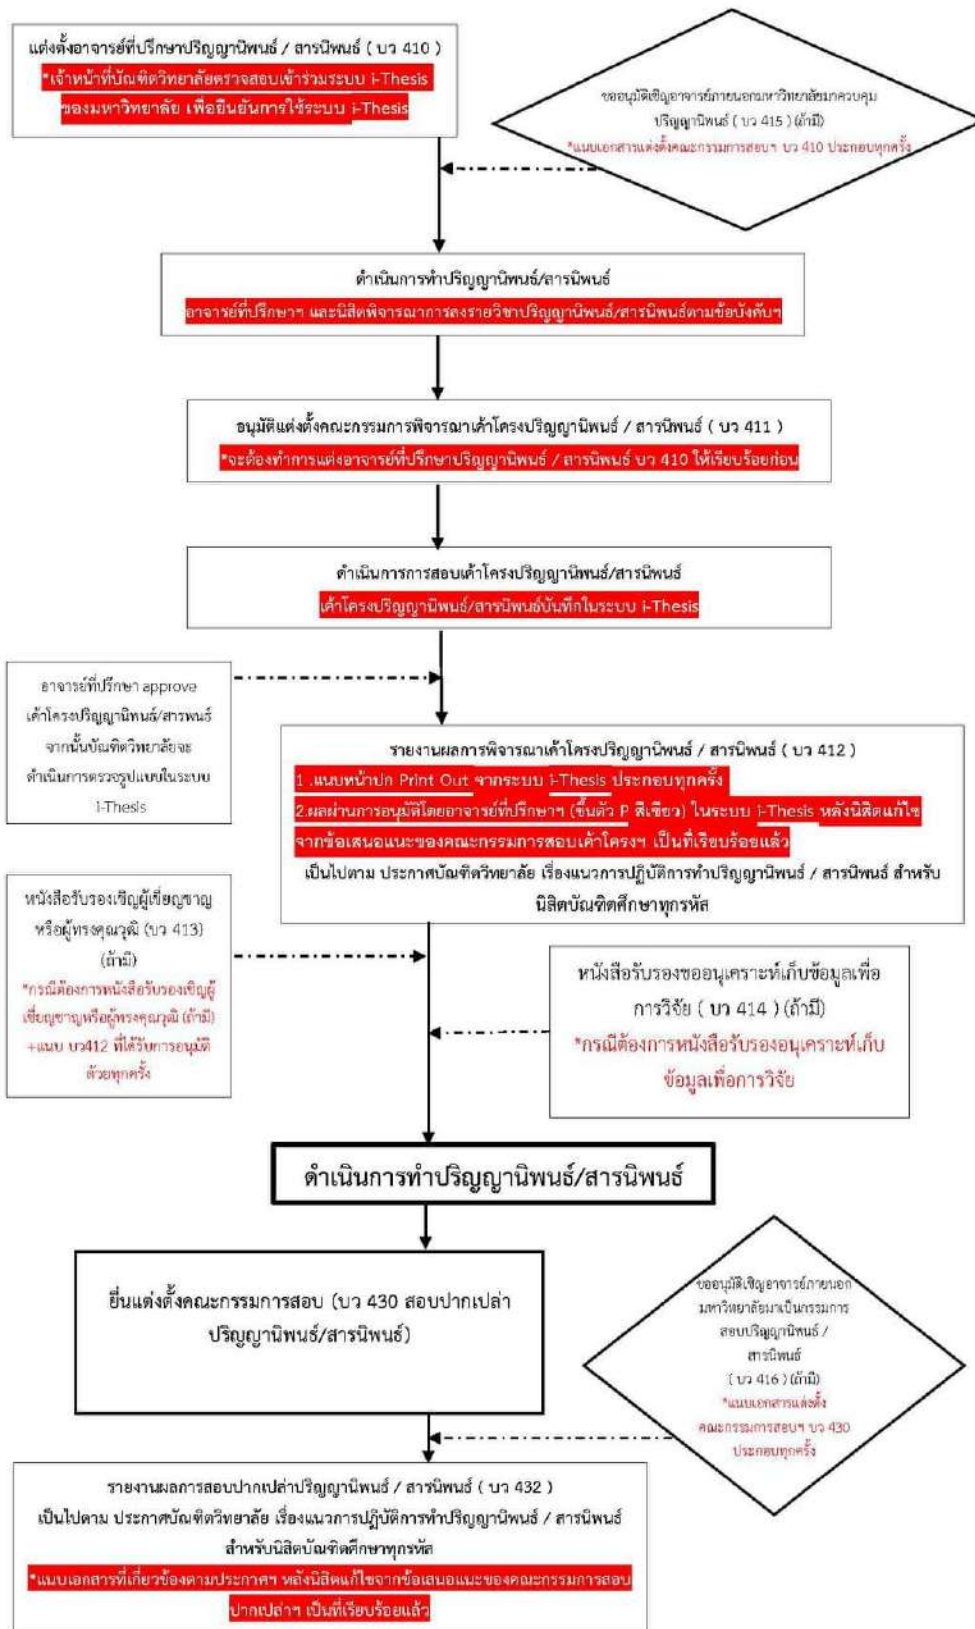 แต่งตั้งอาจารย์ที่ปรึกษาปริญญานิพนธ์ / สารนิพนธ์ ( บว 410 )
*เจ้าหน้าที่บัณฑิตวิทยาลัยตรวจสอบเข้าร่วมระบบ i-Thesis
ของมหาวิทยาลัย เพื่อยืนยันการใช้ระบบ i-Thesis
ขออนุมัติเชิญอาจารย์ภายนอกมหาวิทยาลัยมาควบคุม
ปริญญานิพนธ์ ( บว 415 ) (ถ้ามี)
*แนบเอกสารแต่งตั้งคณะกรรมการสอบฯ บว 410 ประกอบทุกครั้ง
ดำเนินการทำปริญญานิพนธ์/สารนิพนธ์
อาจารย์ที่ปรึกษาฯ และนิสิตพิจารณาการลงรายวิชาปริญญานิพนธ์/สารนิพนธ์ตามข้อบังคับฯ
อนุมัติแต่งตั้งคณะกรรมการพิจารณาเค้าโครงปริญญานิพนธ์ / สารนิพนธ์ ( บว 411 )
*จะต้องทำการแต่งอาจารย์ที่ปรึกษาปริญญานิพนธ์ / สารนิพนธ์ บว 410 ให้เรียบร้อยก่อน
ดำเนินการการสอบเค้าโครงปริญญานิพนธ์/สารนิพนธ์
เค้าโครงปริญญานิพนธ์/สารนิพนธ์บันทึกในระบบ i-Thesis
อาจารย์ที่ปรึกษา approve
เค้าโครงปริญญานิพนธ์/สารพนธ์
จากนั้นบัณฑิตวิทยาลัยจะ
ดำเนินการตรวจรูปแบบในระบบ
i-Thesis
รายงานผลการพิจารณาเค้าโครงปริญญานิพนธ์ / สารนิพนธ์ ( บว 412 )
1 .แนบหน้าปก Print Out จากระบบ i-Thesis ประกอบทุกครั้ง
2.ผลผ่านการอนุมัติโดยอาจารย์ที่ปรึกษาฯ (ขึ้นตัว P สีเขียว) ในระบบ i-Thesis หลังนิสิตแก้ไข
จากข้อเสนอแนะของคณะกรรมการสอบเค้าโครงฯ เป็นที่เรียบร้อยแล้ว
เป็นไปตาม ประกาศบัณฑิตวิทยาลัย เรื่องแนวการปฏิบัติการทำปริญญานิพนธ์ / สารนิพนธ์ สำหรับ
นิสิตบัณฑิตศึกษาทุกรหัส
หนังสือรับรองเชิญผู้เชี่ยญชาญ
หรือผู้ทรงคุณวุฒิ (บว 413)
(ถ้ามี)
*กรณีต้องการหนังสือรับรองเชิญผู้
เชี่ยญชาญหรือผู้ทรงคุณวุฒิ (ถ้ามี)
+แนบ บว412 ที่ได้รับการอนุมัติ
ด้วยทุกครั้ง
หนังสือรับรองขออนุเคราะห์เก็บข้อมูลเพื่อ
การวิจัย ( บว 414 ) (ถ้ามี)
*กรณีต้องการหนังสือรับรองอนุเคราะห์เก็บ
ข้อมูลเพื่อการวิจัย
ดำเนินการทำปริญญานิพนธ์/สารนิพนธ์
ยื่นแต่งตั้งคณะกรรมการสอบ (บว 430 สอบปากเปล่า
ปริญญานิพนธ์/สารนิพนธ์)
ขออนุมัติเชิญอาจารย์ภายนอก
มหาวิทยาลัยมาเป็นกรรมการ
สอบปริญญานิพนธ์ /
สารนิพนธ์
( บว 416 ) (ถ้ามี)
*แนบเอกสารแต่งตั้ง
คณะกรรมการสอบฯ บว 430
ประกอบทุกครั้ง
รายงานผลการสอบปากเปล่าปริญญานิพนธ์ / สารนิพนธ์ ( บว 432 )
เป็นไปตาม ประกาศบัณฑิตวิทยาลัย เรื่องแนวการปฏิบัติการทำปริญญานิพนธ์ / สารนิพนธ์
สำหรับนิสิตบัณฑิตศึกษาทุกรหัส
*แนบเอกสารที่เกี่ยวข้องตามประกาศฯ หลังนิสิตแก้ไขจากข้อเสนอแนะของคณะกรรมการสอบ
ปากเปล่าฯ เป็นที่เรียบร้อยแล้ว